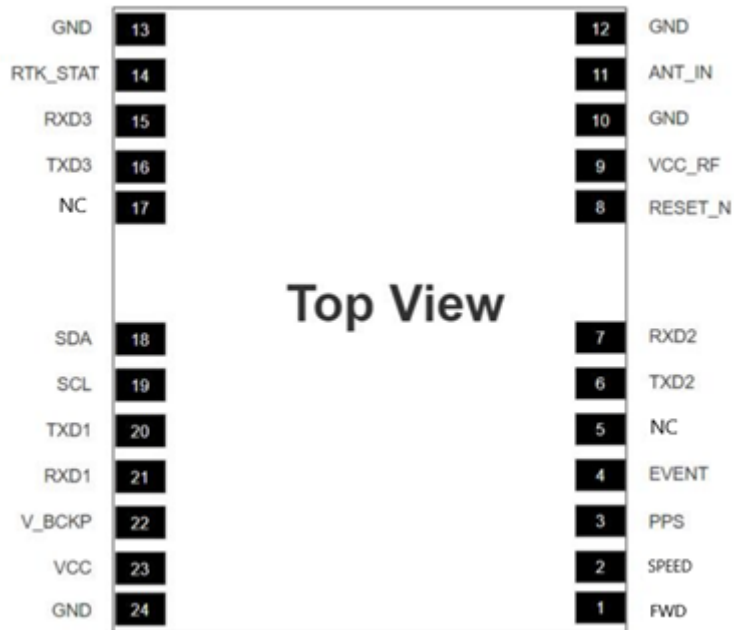 GND 13 12 GND
RTK_STAT 14 11 ANT_IN
RXD3 15 10 GND
TXD3 16 9 VCC_RF
NC 17 8 RESET_N
Top View
SDA 18 7 RXD2
SCL 19 6 TXD2
TXD1 20 5 NC
RXD1 21 4 EVENT
V_BCKP 22 3 PPS
VCC 23 2 SPEED
GND 24 1 FWD